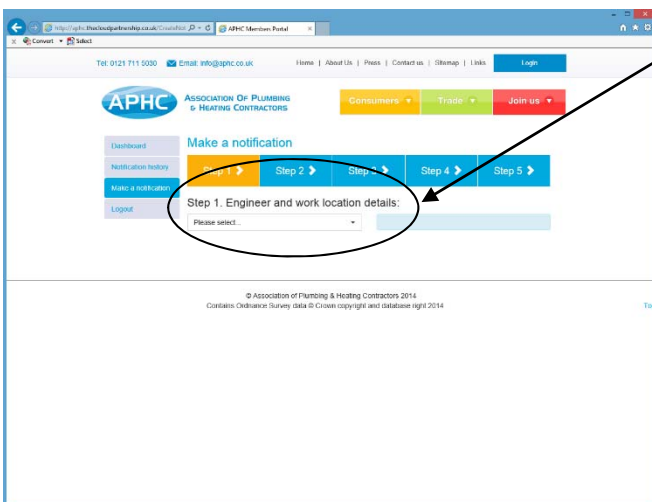 APHC Members Portal
Convert Select
Tel: 0121 711 5030 Email: info@aphc.co.uk Home | About Us | Press | Contact us | Sitemap | Links Login
APHC ASSOCIATION OF PLUMBING & HEATING CONTRACTORS Consumers Trade Join us
Dashboard
Notification history
Make a notification
Logout
Make a notification
Step 1 Step 2 Step 3 Step 4 Step 5
Step 1. Engineer and work location details:
Please select...
© Association of Plumbing & Heating Contractors 2014
Contains Ordnance Survey data © Crown copyright and database right 2014